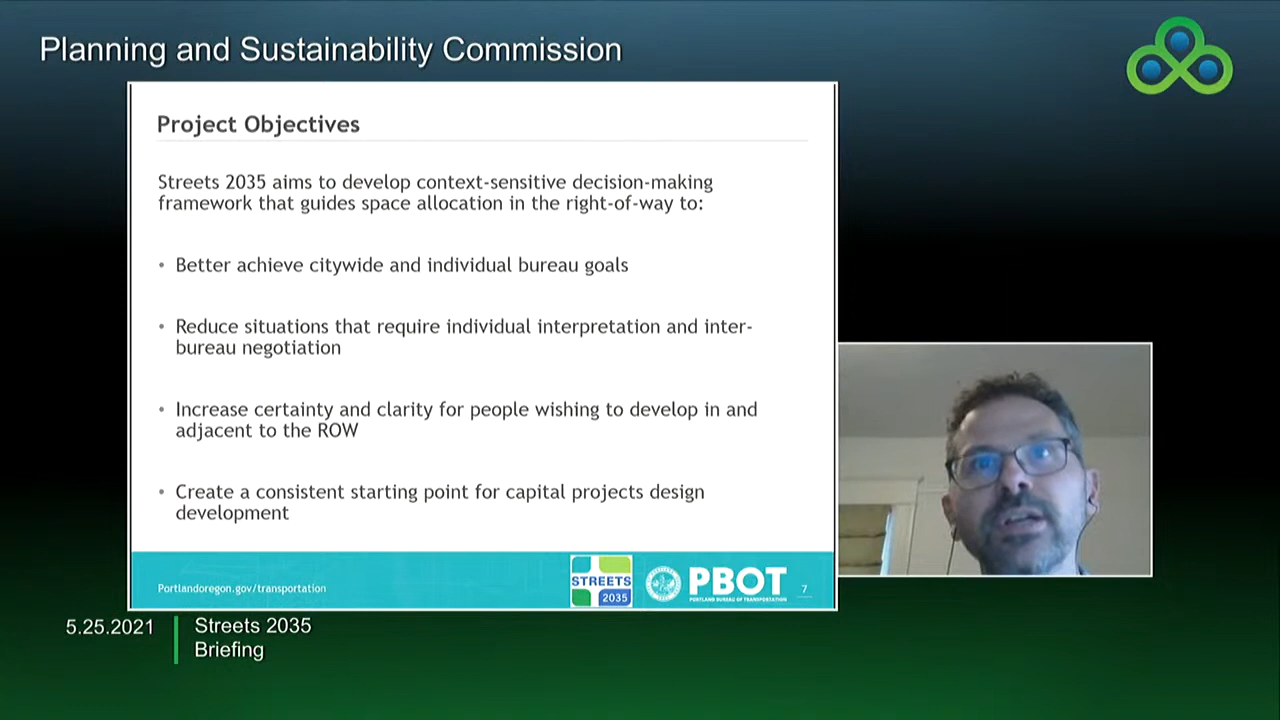 Planning and Sustainability Commission
Project Objectives
Streets 2035 aims to develop context-sensitive decision-making
framework that guides space allocation in the right-of-way to:
• Better achieve citywide and individual bureau goals
• Reduce situations that require individual interpretation and inter-
bureau negotiation
• Increase certainty and clarity for people wishing to develop in and
adjacent to the ROW
• Create a consistent starting point for capital projects design
development
Portlandoregon.gov/transportation
STREETS
2035
PBOT
PORTLAND BUREAU OF TRANSPORTATION
7
5.25.2021
Streets 2035
Briefing